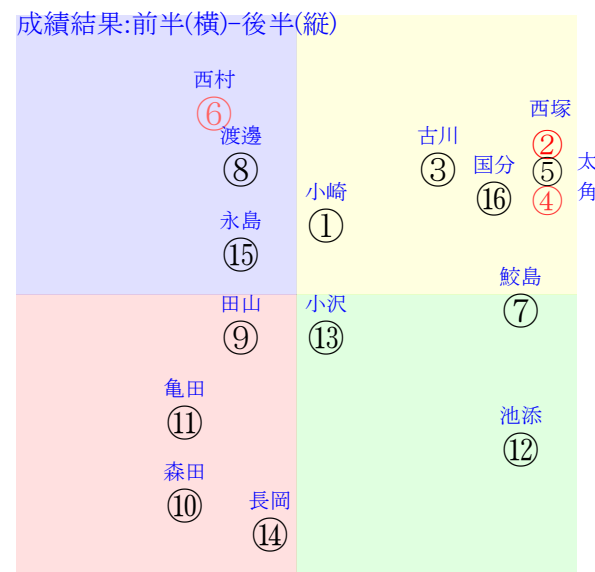 成績結果:前半(横)-後半(縦)
西村
⑥
西塚
②
渡邊
⑧
古川
③
国分
⑯
⑤
太
④
角
小崎
①
永島
⑮
鮫島
⑦
田山
⑨
小沢
⑬
亀田
⑪
池添
⑫
森田
⑩
長岡
⑭